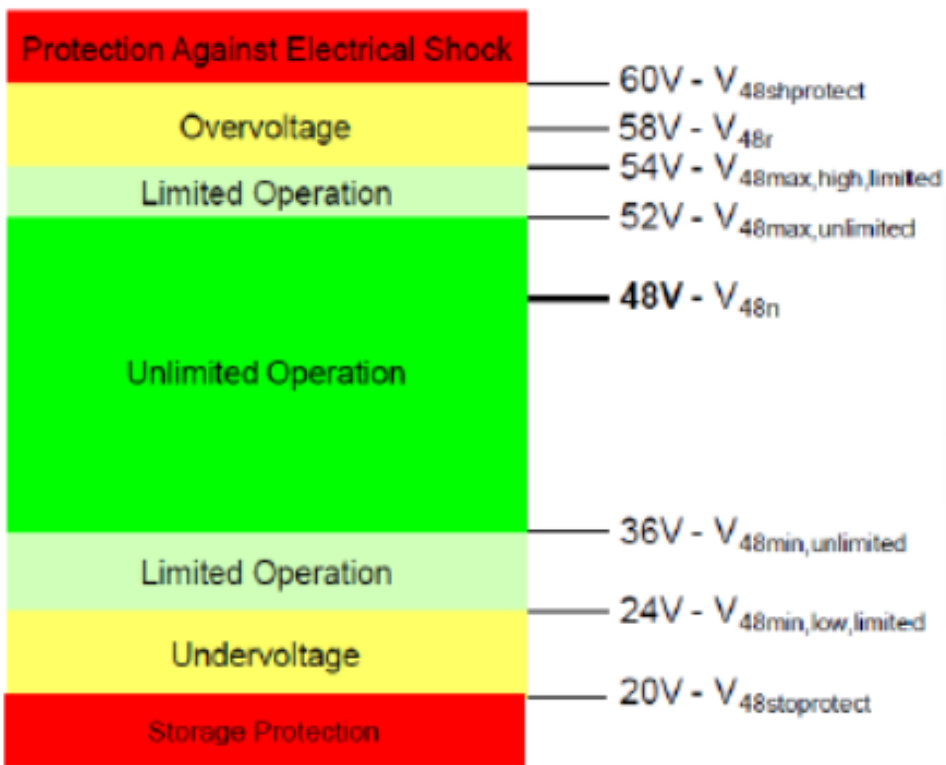 Protection Against Electrical Shock
60V - V48shprotect
Overvoltage
58V - V48r
54V - V48max,high,limited
Limited Operation
52V - V48max,unlimited
48V - V48n
Unlimited Operation
36V - V48min,unlimited
Limited Operation
24V - V48min,low,limited
Undervoltage
20V - V48stoprotect
Storage Protection